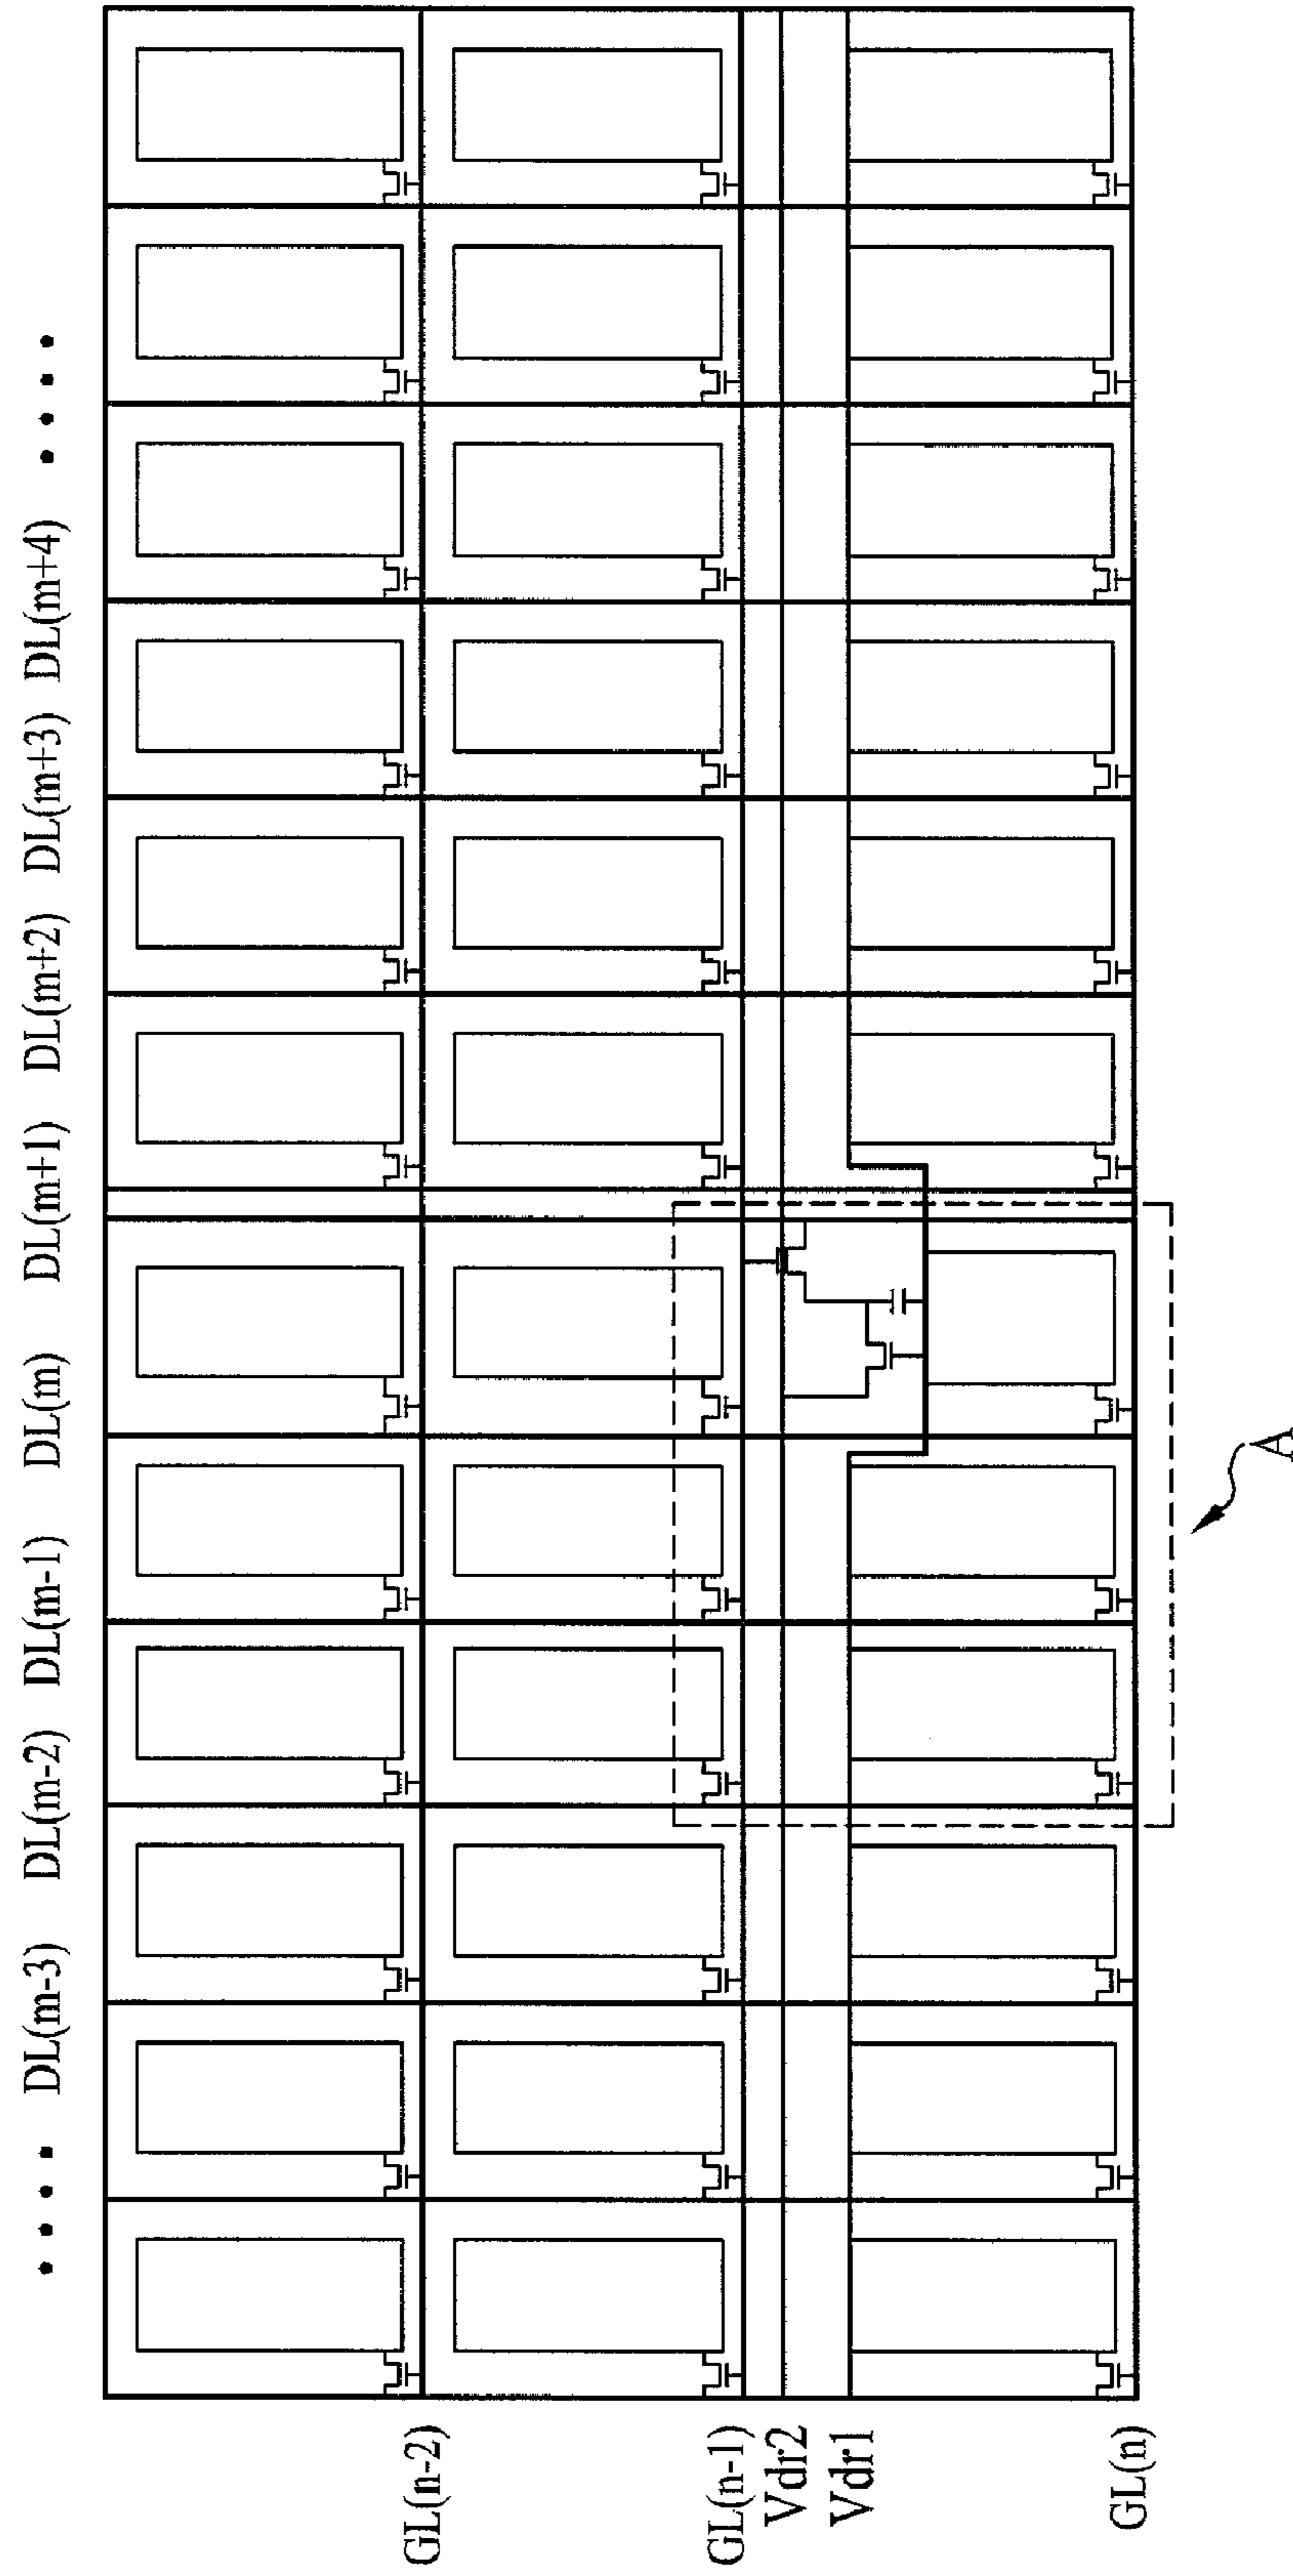 • • • • DL(m-3) DL(m-2) DL(m-1) DL(m) DL(m+1) DL(m+2) DL(m+3) DL(m+4) • • • •
GL(n-2)
GL(n-1)
Vdr2
Vdr1
GL(n)
A